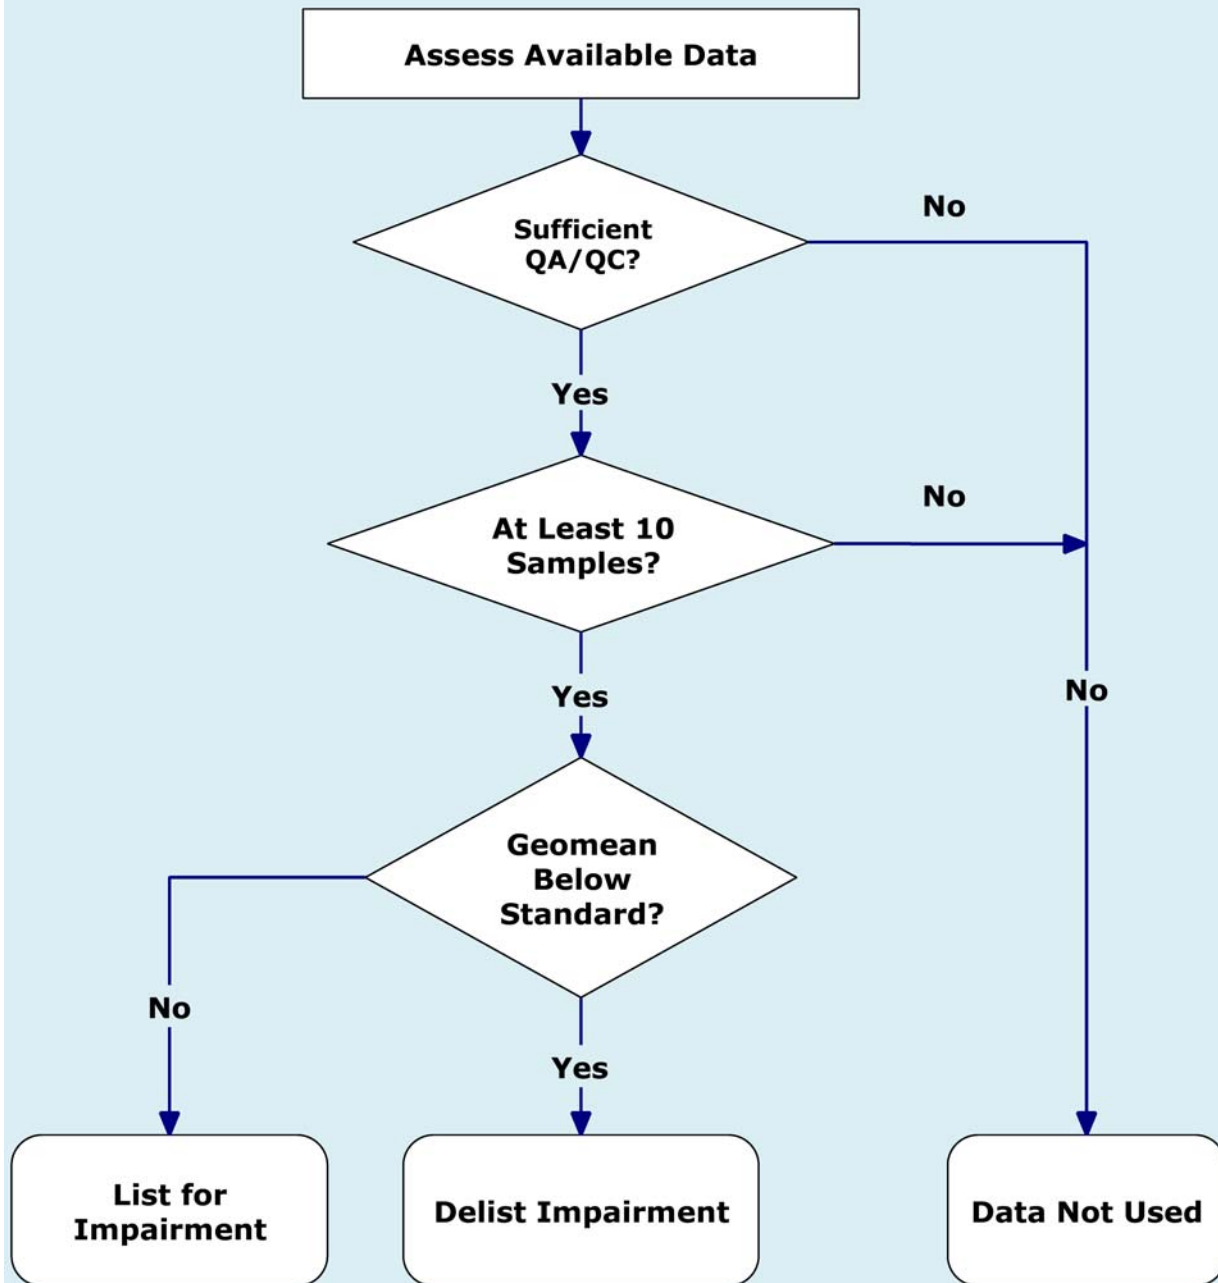 Assess Available Data
No
Sufficient
QA/QC?
Yes
No
At Least 10
Samples?
Yes
No
Geomean
Below
Standard?
No
Yes
List for
Impairment
Delist Impairment
Data Not Used